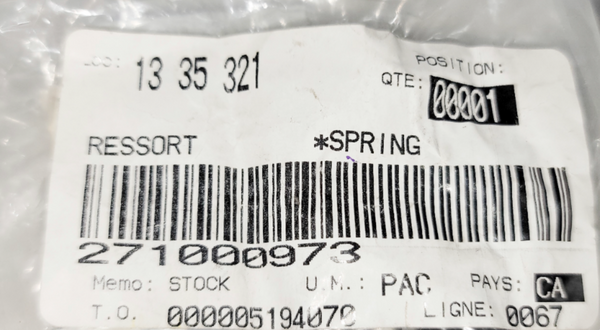 13 35 321
POSITION:
QTE: 00001
RESSORT *SPRING
271000973
Memo: STOCK U.M.: PAC PAYS: CA
T.O. 000005194070 LIGNE: 0067